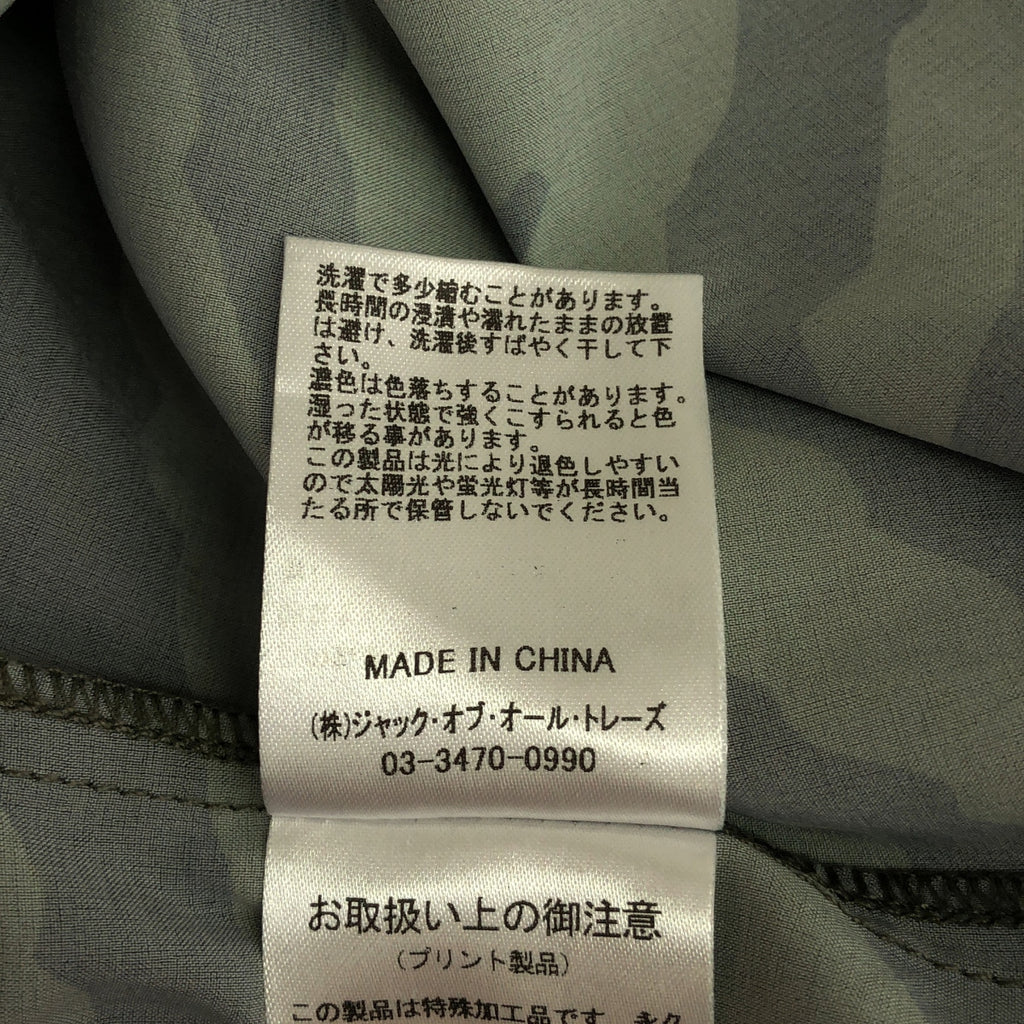 洗濯で多少縮むことがあります。
長時間の浸漬や濡れたままの放置
は避け、洗濯後すばやく干して下
さい。
濃色は色落ちすることがあります。
湿った状態で強くこすられると色
が移る事があります。
この製品は光により退色しやすい
ので太陽光や蛍光灯等が長時間当
たる所で保管しないでください。
MADE IN CHINA
(株)ジャック・オブ・オール・トレーズ
03-3470-0990
お取扱い上の御注意
(プリント製品)
この製品は特殊加工品です。永久